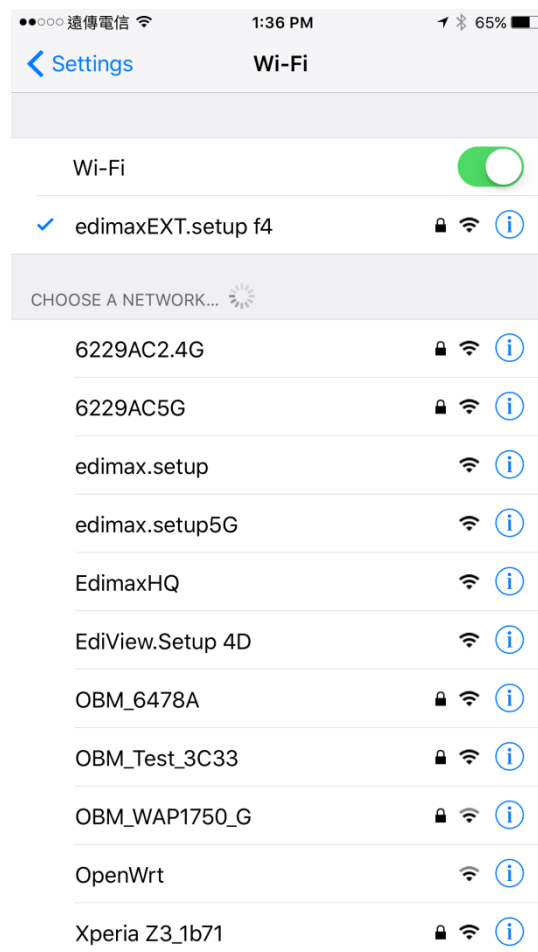 遠傳電信 1:36 PM 65%
Settings Wi-Fi
Wi-Fi
edimaxEXT.setup f4
CHOOSE A NETWORK...
6229AC2.4G
6229AC5G
edimax.setup
edimax.setup5G
EdimaxHQ
EdiView.Setup 4D
OBM_6478A
OBM_Test_3C33
OBM_WAP1750_G
OpenWrt
Xperia Z3_1b71